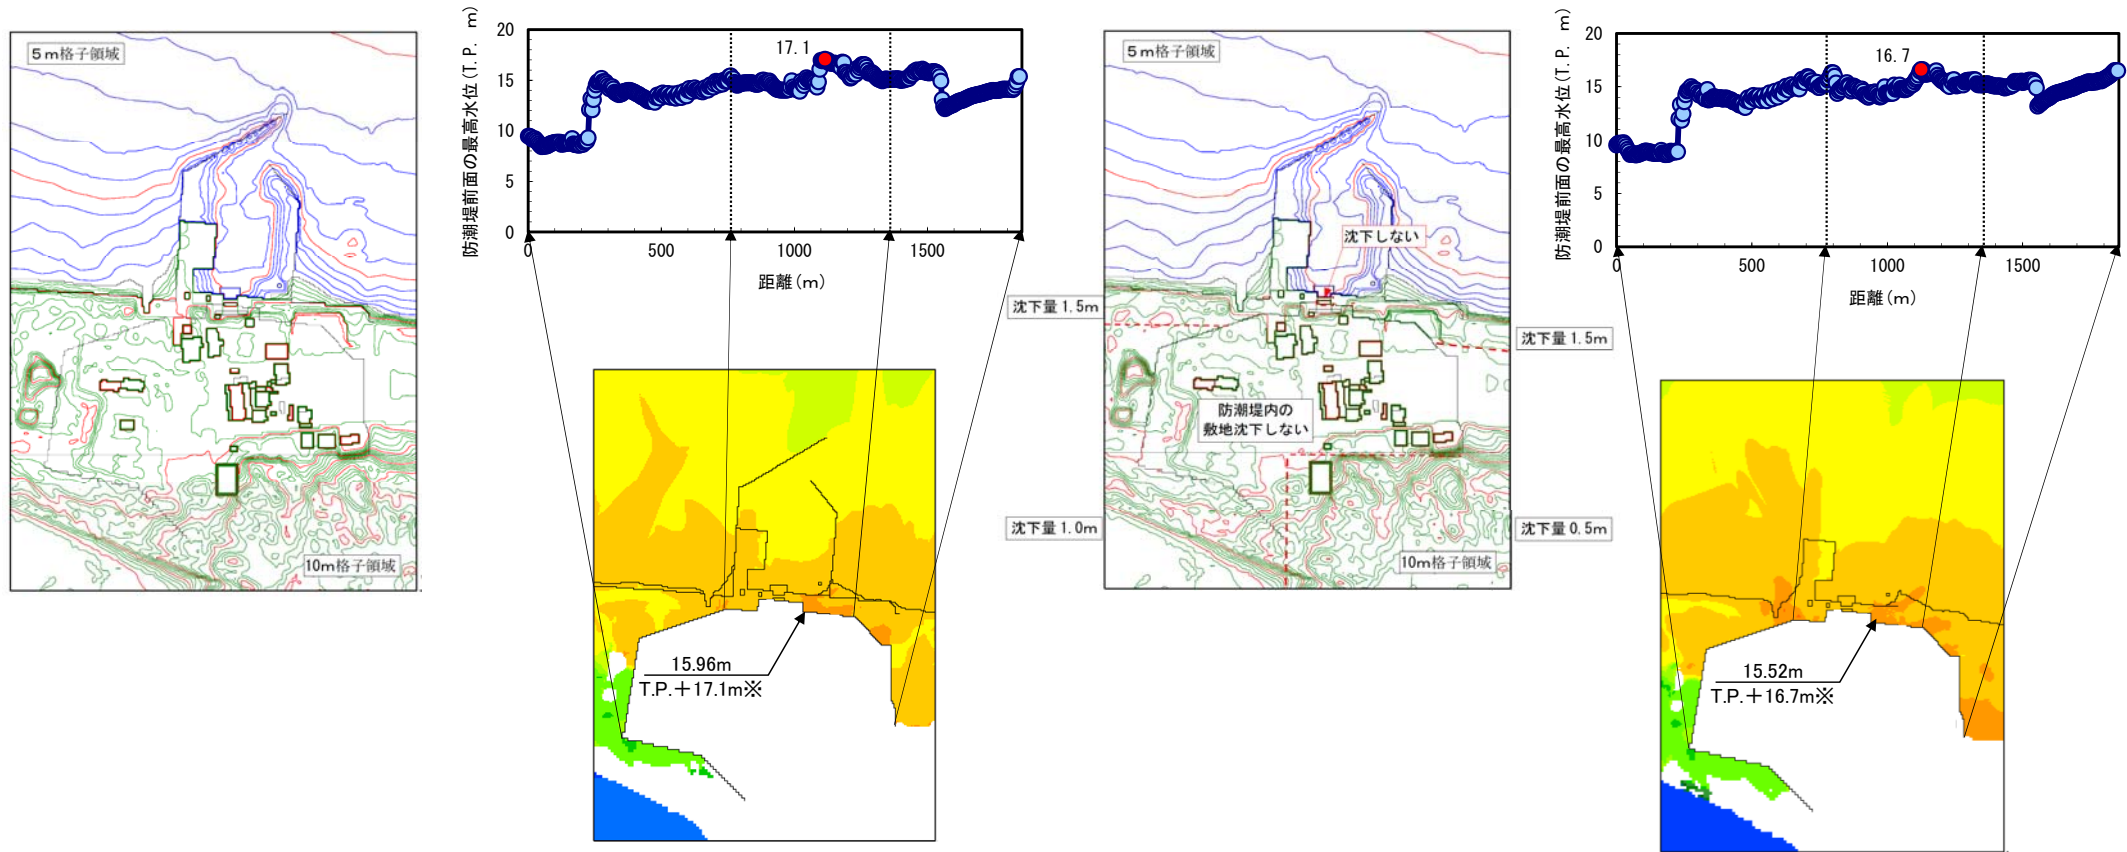 5m格子領域
10m格子領域
防潮堤前面の最高水位(T.P. m)
20
15
10
5
0
17.1
0
500
1000
1500
距離(m)
15.96m
T.P.+17.1m※
5m格子領域
沈下しない
沈下量 1.5m
沈下量 1.5m
防潮堤内の
敷地沈下しない
沈下量 1.0m
沈下量 0.5m
10m格子領域
防潮堤前面の最高水位(T.P. m)
20
15
10
5
0
16.7
0
500
1000
1500
距離(m)
15.52m
T.P.+16.7m※